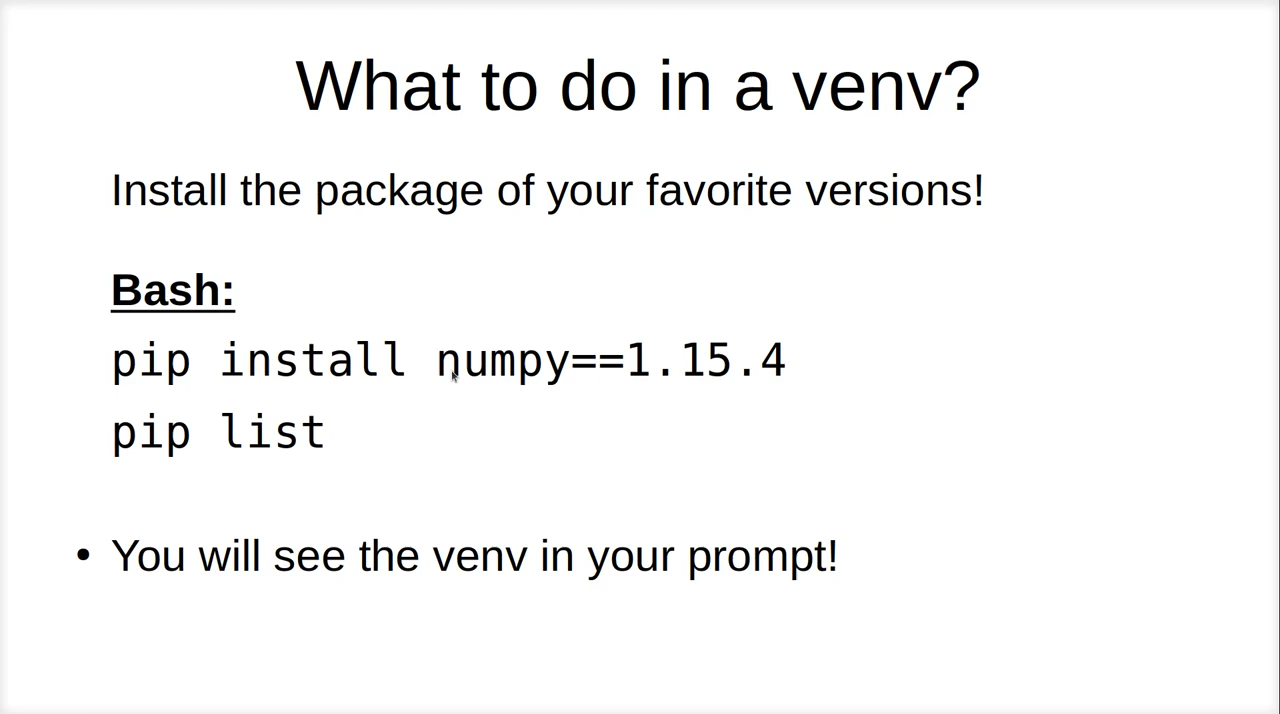 What to do in a venv?
Install the package of your favorite versions!
Bash:
pip install numpy==1.15.4
pip list
• You will see the venv in your prompt!